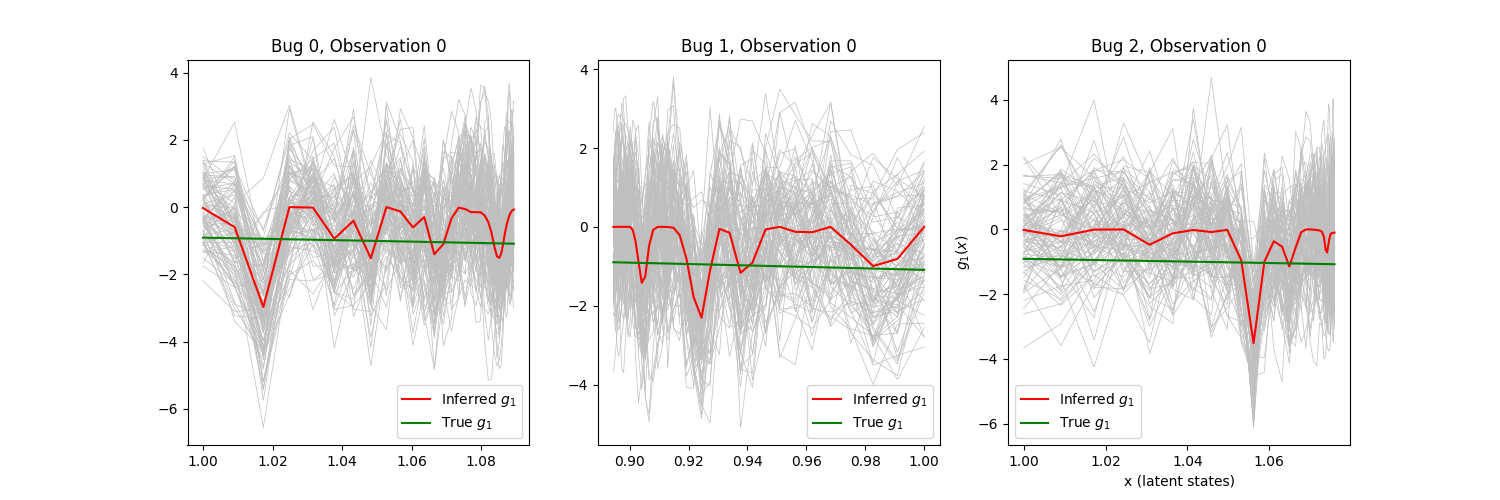 Bug 0, Observation 0
4
2
0
−2
−4
−6
1.00 1.02 1.04 1.06 1.08
Inferred g₁
True g₁
Bug 1, Observation 0
4
2
0
−2
−4
0.90 0.92 0.94 0.96 0.98 1.00
Inferred g₁
True g₁
Bug 2, Observation 0
g₁(x)
4
2
0
−2
−4
−6
1.00 1.02 1.04 1.06
x (latent states)
Inferred g₁
True g₁